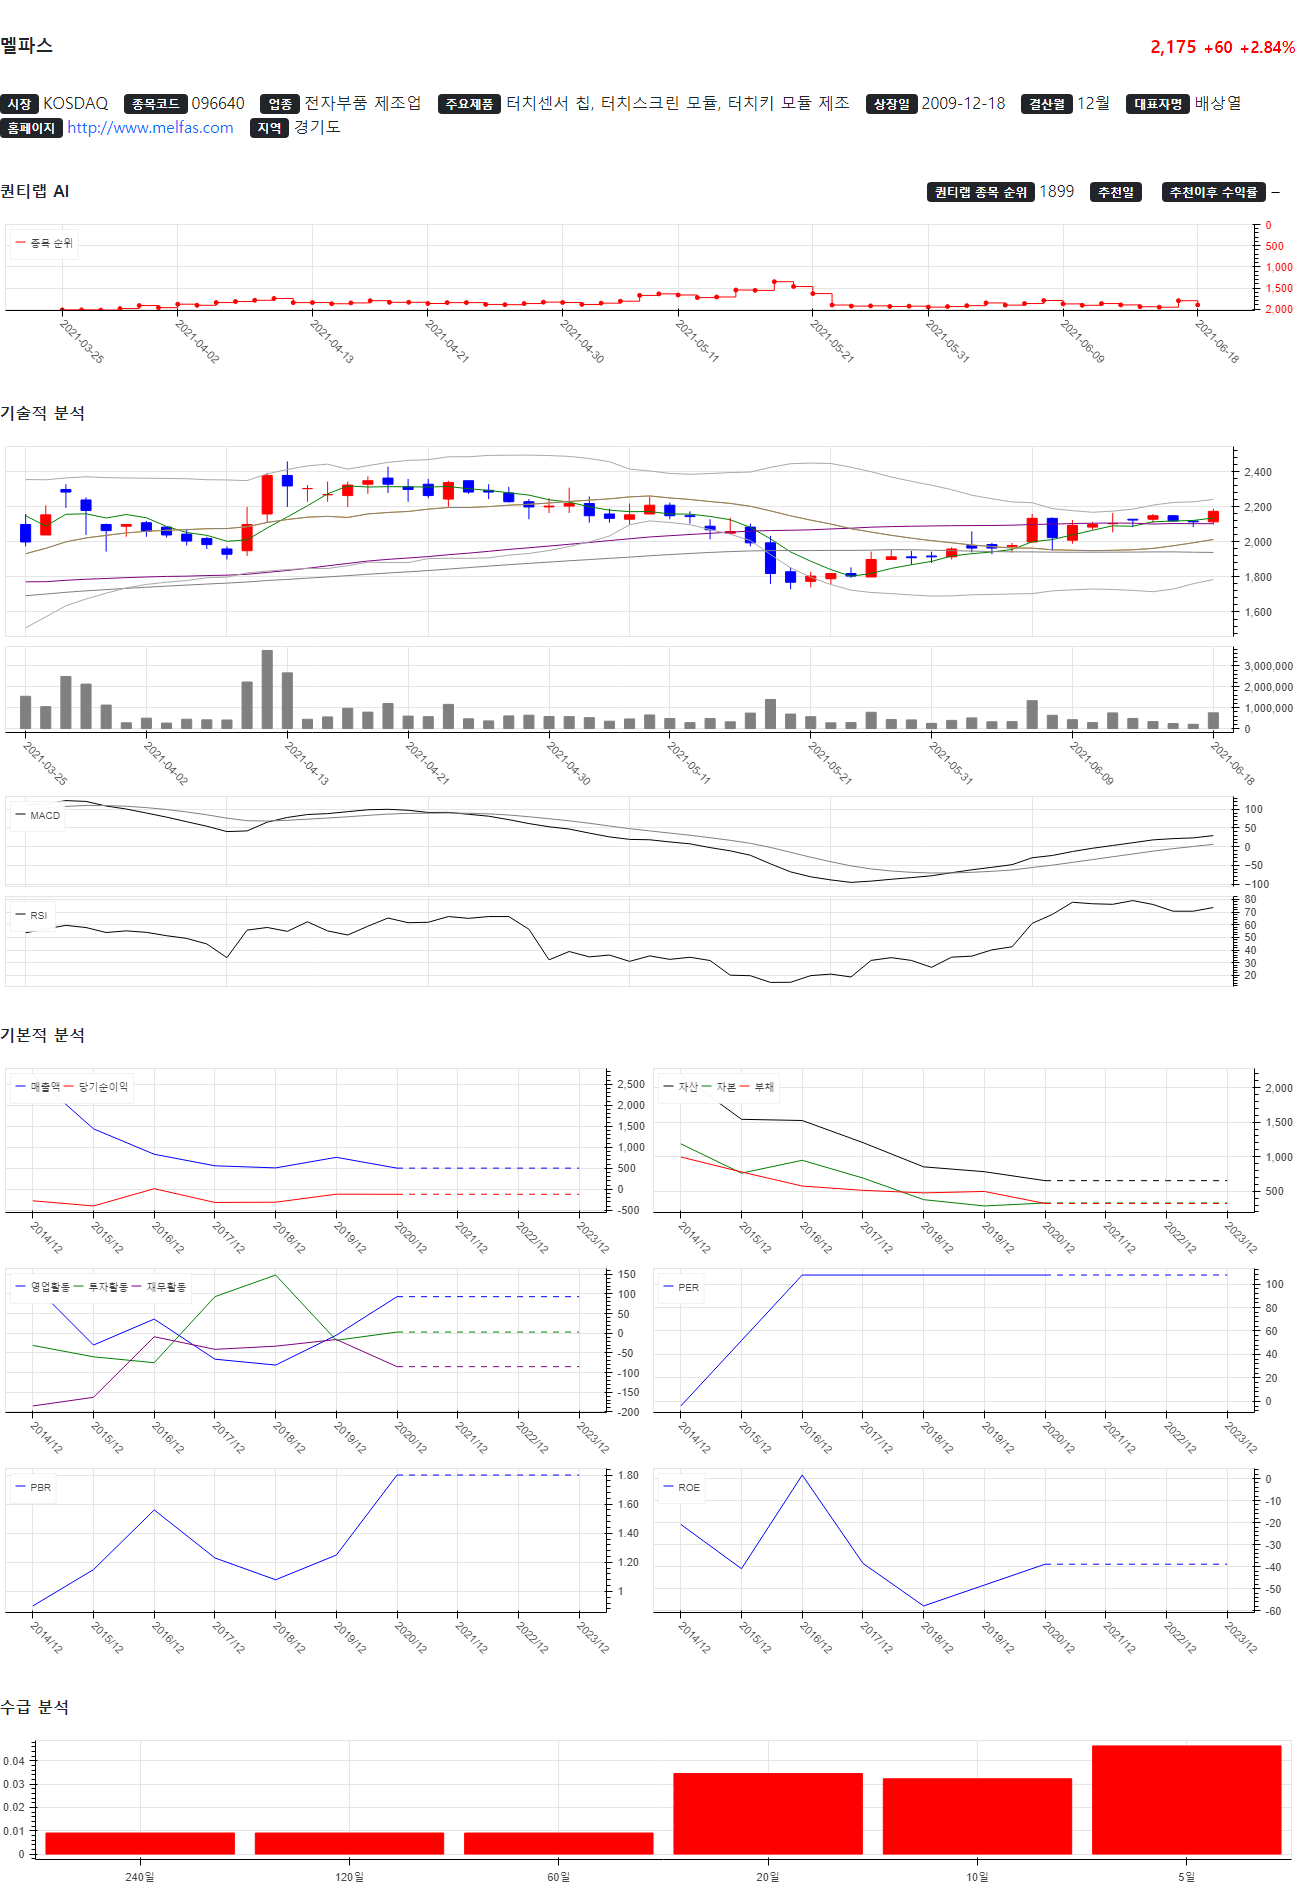 멜파스 2,175 +60 +2.84%
시장 KOSDAQ 종목코드 096640 업종 전자부품 제조업 주요제품 터치센서 칩, 터치스크린 모듈, 터치키 모듈 제조 상장일 2009-12-18 결산월 12월 대표자명 배상열
홈페이지 http://www.melfas.com 지역 경기도
퀀티랩 AI 퀀티랩 종목 순위 1899 추천일 추천이후 수익률 –
종목 순위
0
500
1,000
1,500
2,000
2021-03-25 2021-04-02 2021-04-13 2021-04-21 2021-04-30 2021-05-11 2021-05-21 2021-05-31 2021-06-09 2021-06-18
기술적 분석
2,400
2,200
2,000
1,800
1,600
3,000,000
2,000,000
1,000,000
0
2021-03-25 2021-04-02 2021-04-13 2021-04-21 2021-04-30 2021-05-11 2021-05-21 2021-05-31 2021-06-09 2021-06-18
MACD
100
50
0
−50
−100
RSI
80
70
60
50
40
30
20
기본적 분석
매출액 당기순이익
2,500
2,000
1,500
1,000
500
0
-500
2014/12 2015/12 2016/12 2017/12 2018/12 2019/12 2020/12 2021/12 2022/12 2023/12
자산 자본 부채
2,000
1,500
1,000
500
2014/12 2015/12 2016/12 2017/12 2018/12 2019/12 2020/12 2021/12 2022/12 2023/12
영업활동 투자활동 재무활동
150
100
50
0
-50
-100
-150
-200
2014/12 2015/12 2016/12 2017/12 2018/12 2019/12 2020/12 2021/12 2022/12 2023/12
PER
100
80
60
40
20
0
2014/12 2015/12 2016/12 2017/12 2018/12 2019/12 2020/12 2021/12 2022/12 2023/12
PBR
1.80
1.60
1.40
1.20
1
2014/12 2015/12 2016/12 2017/12 2018/12 2019/12 2020/12 2021/12 2022/12 2023/12
ROE
0
-10
-20
-30
-40
-50
-60
2014/12 2015/12 2016/12 2017/12 2018/12 2019/12 2020/12 2021/12 2022/12 2023/12
수급 분석
0.04
0.03
0.02
0.01
0
240일 120일 60일 20일 10일 5일